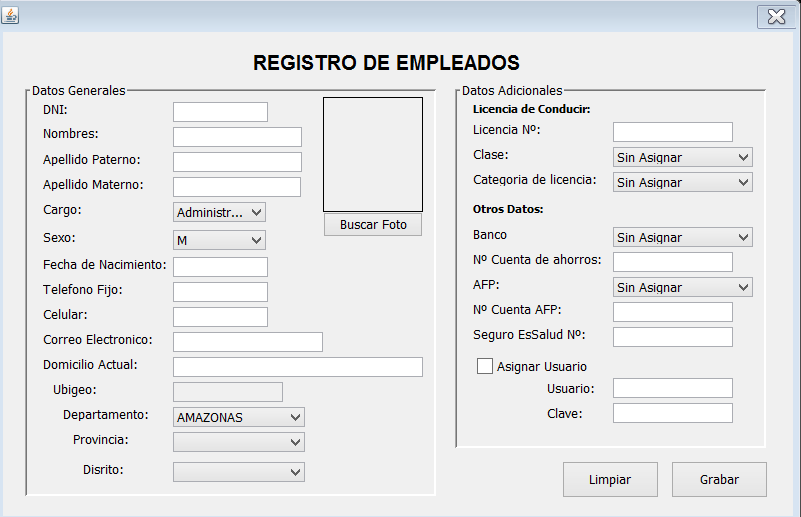 REGISTRO DE EMPLEADOS
Datos Generales
DNI:
Nombres:
Apellido Paterno:
Apellido Materno:
Cargo: Administr...
Buscar Foto
Sexo: M
Fecha de Nacimiento:
Telefono Fijo:
Celular:
Correo Electronico:
Domicilio Actual:
Ubigeo:
Departamento: AMAZONAS
Provincia:
Disrito:
Datos Adicionales
Licencia de Conducir:
Licencia Nº:
Clase: Sin Asignar
Categoria de licencia: Sin Asignar
Otros Datos:
Banco Sin Asignar
Nº Cuenta de ahorros:
AFP: Sin Asignar
Nº Cuenta AFP:
Seguro EsSalud Nº:
Asignar Usuario
Usuario:
Clave:
Limpiar Grabar